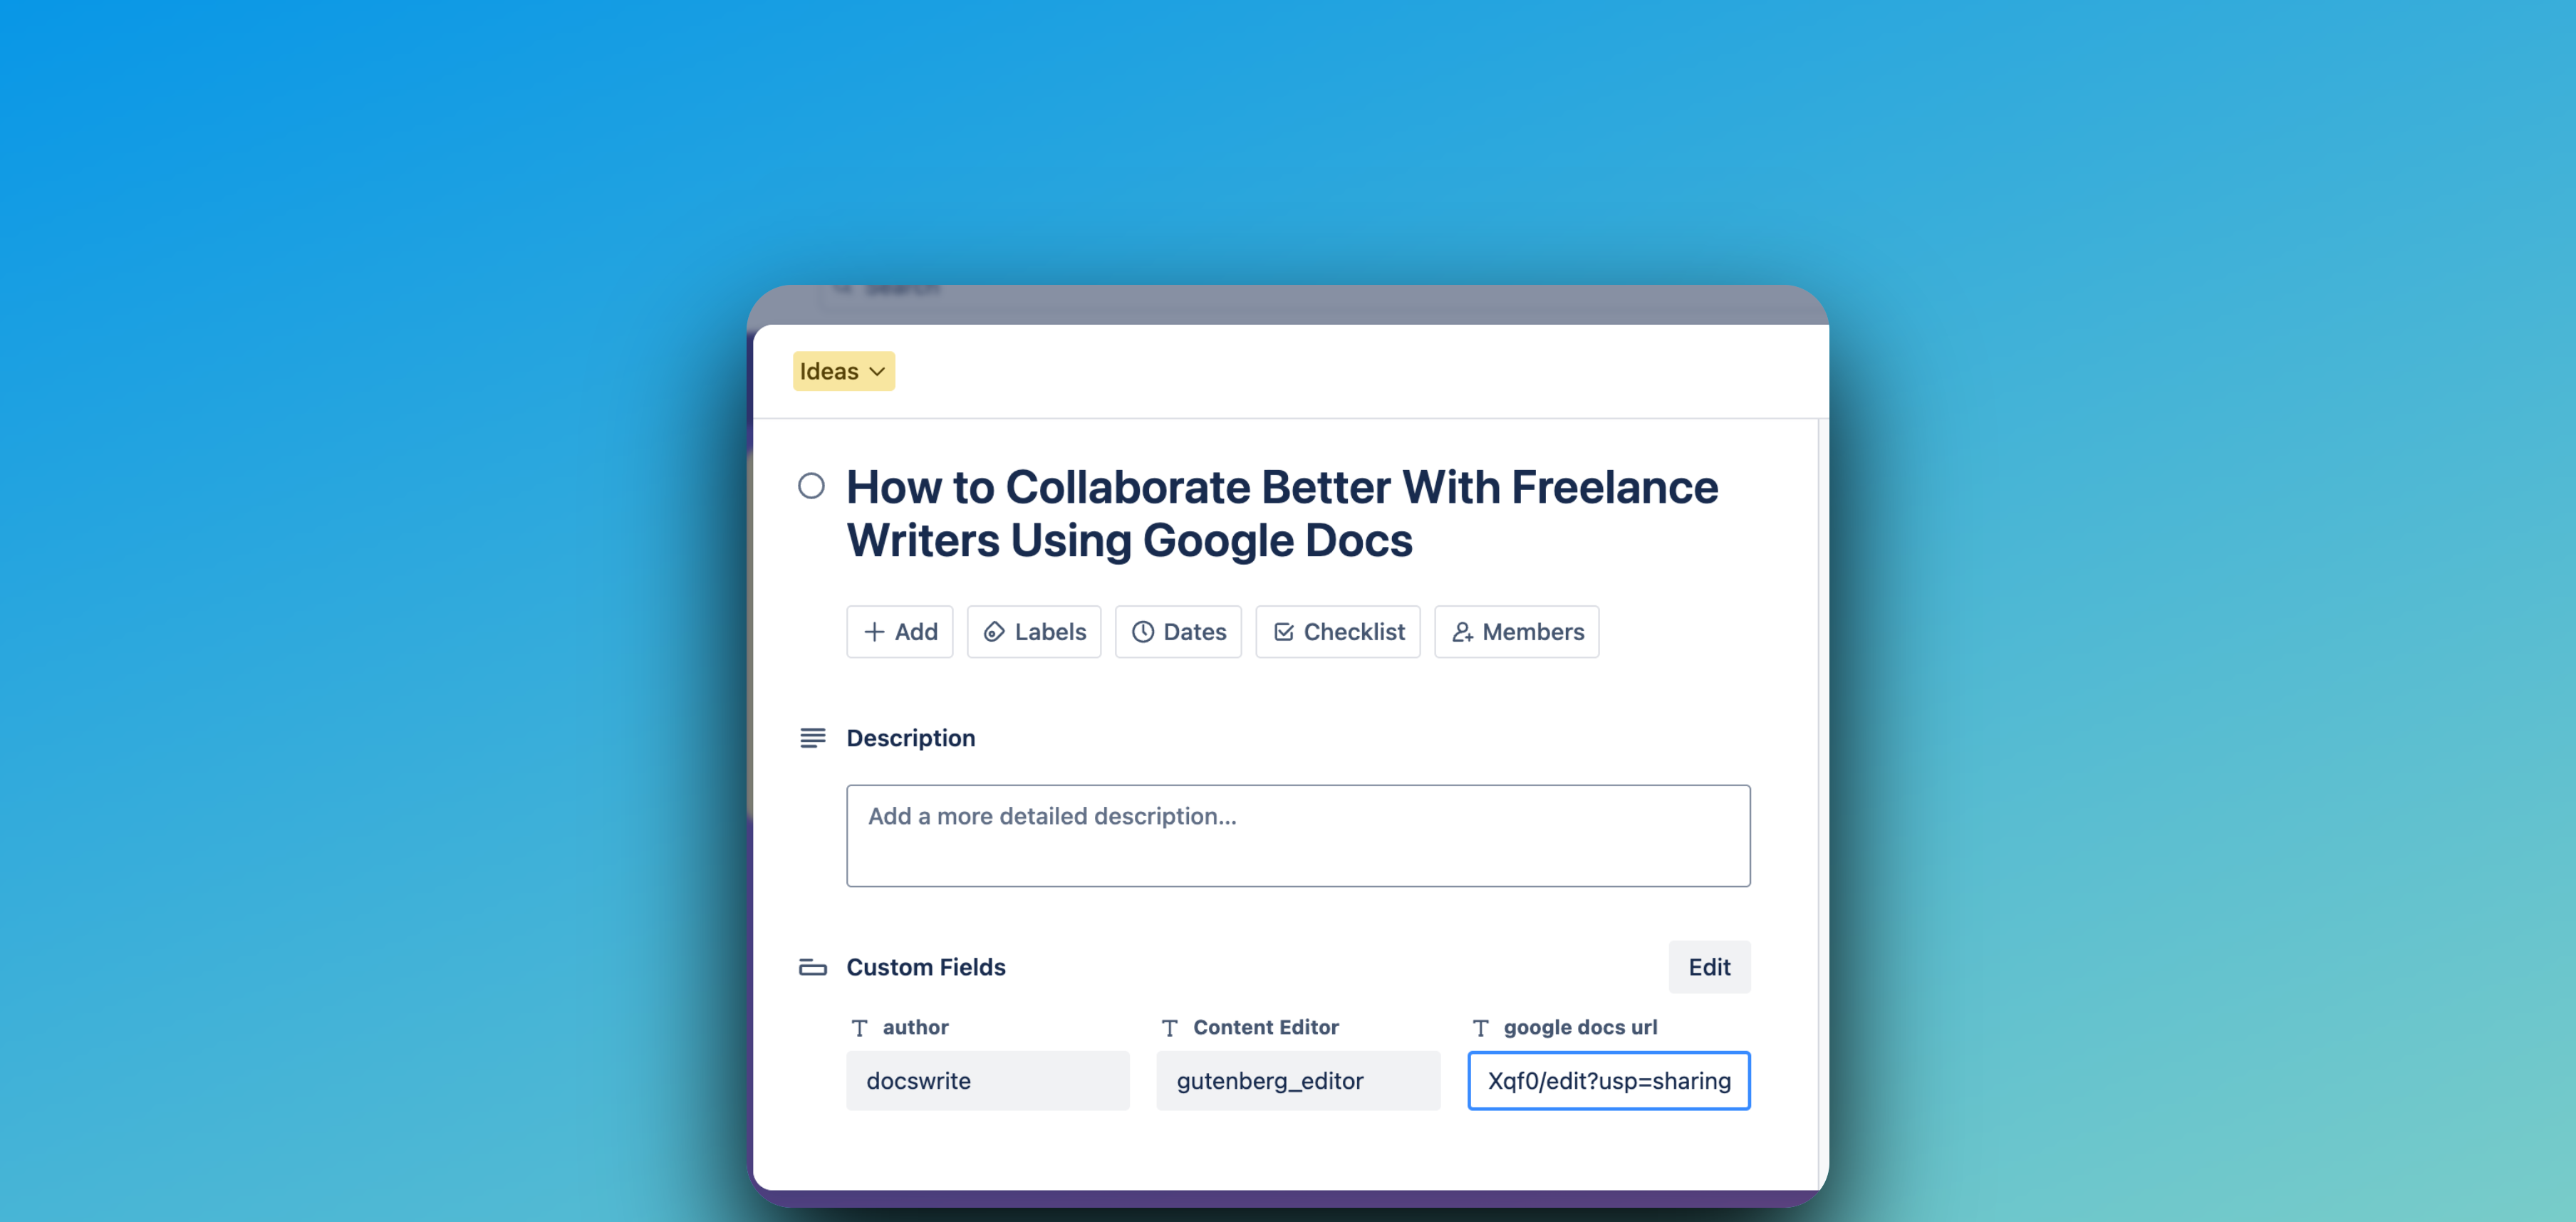 Search
Ideas
How to Collaborate Better With Freelance
Writers Using Google Docs
Add
Labels
Dates
Checklist
Members
Description
Add a more detailed description...
Custom Fields
Edit
author
Content Editor
google docs url
docswrite
gutenberg_editor
Xqf0/edit?usp=sharing